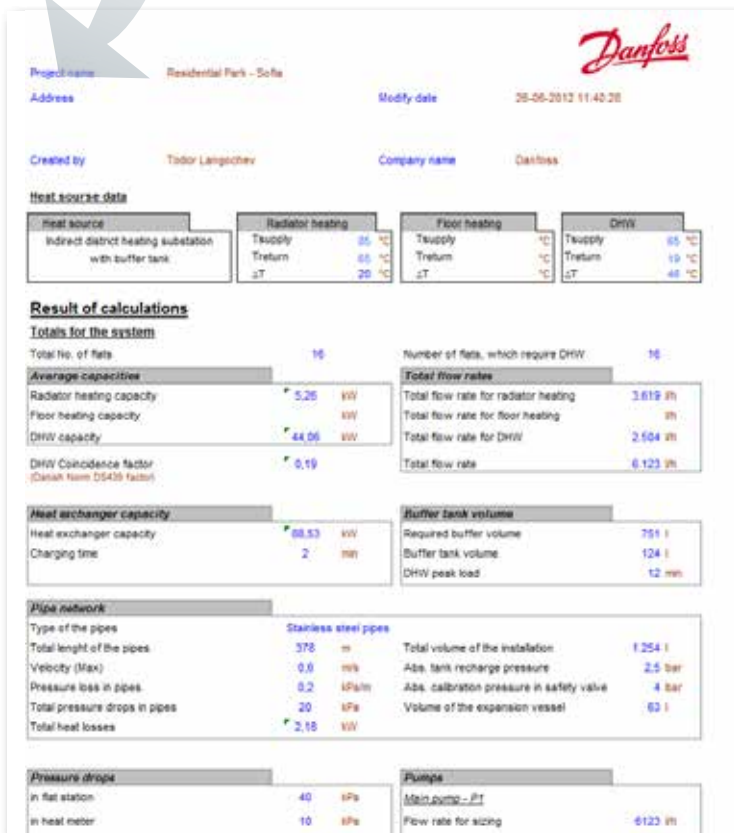 Danfoss
Project name Residential Park - Sofia
Address Modify date 26-06-2012 11:40:28
Created by Todor Langochev Company name Danfoss
Heat sourse data
Heat source Radiator heating Floor heating DHW
Indirect district heating substation Tsupply 85 °C Tsupply °C Tsupply 65 °C
with buffer tank Treturn 65 °C Treturn °C Treturn 19 °C
ΔT 20 °C ΔT °C ΔT 46 °C
Result of calculations
Totals for the system
Total No. of flats 16 Number of flats, which require DHW 16
Average capacities Total flow rates
Radiator heating capacity 5,26 kW Total flow rate for radiator heating 3.619 l/h
Floor heating capacity kW Total flow rate for floor heating l/h
DHW capacity 44,06 kW Total flow rate for DHW 2.504 l/h
DHW Coincidence factor 0,19 Total flow rate 6.123 l/h
(Danish Norm DS439 factor)
Heat exchanger capacity Buffer tank volume
Heat exchanger capacity 88,53 kW Required buffer volume 751 l
Charging time 2 min Buffer tank volume 124 l
DHW peak load 12 min
Pipe network
Type of the pipes Stainless steel pipes
Total lenght of the pipes 378 m Total volume of the installation 1.254 l
Velocity (Max) 0,6 m/s Abs. tank recharge pressure 2,5 bar
Pressure loss in pipes 0,2 kPa/m Abs. calibration pressure in safety valve 4 bar
Total pressure drops in pipes 20 kPa Volume of the expansion vessel 63 l
Total heat losses 2,18 kW
Pressure drops Pumps
in flat station 40 kPa Main pump - P1
in heat meter 10 kPa Flow rate for sizing 6123 l/h